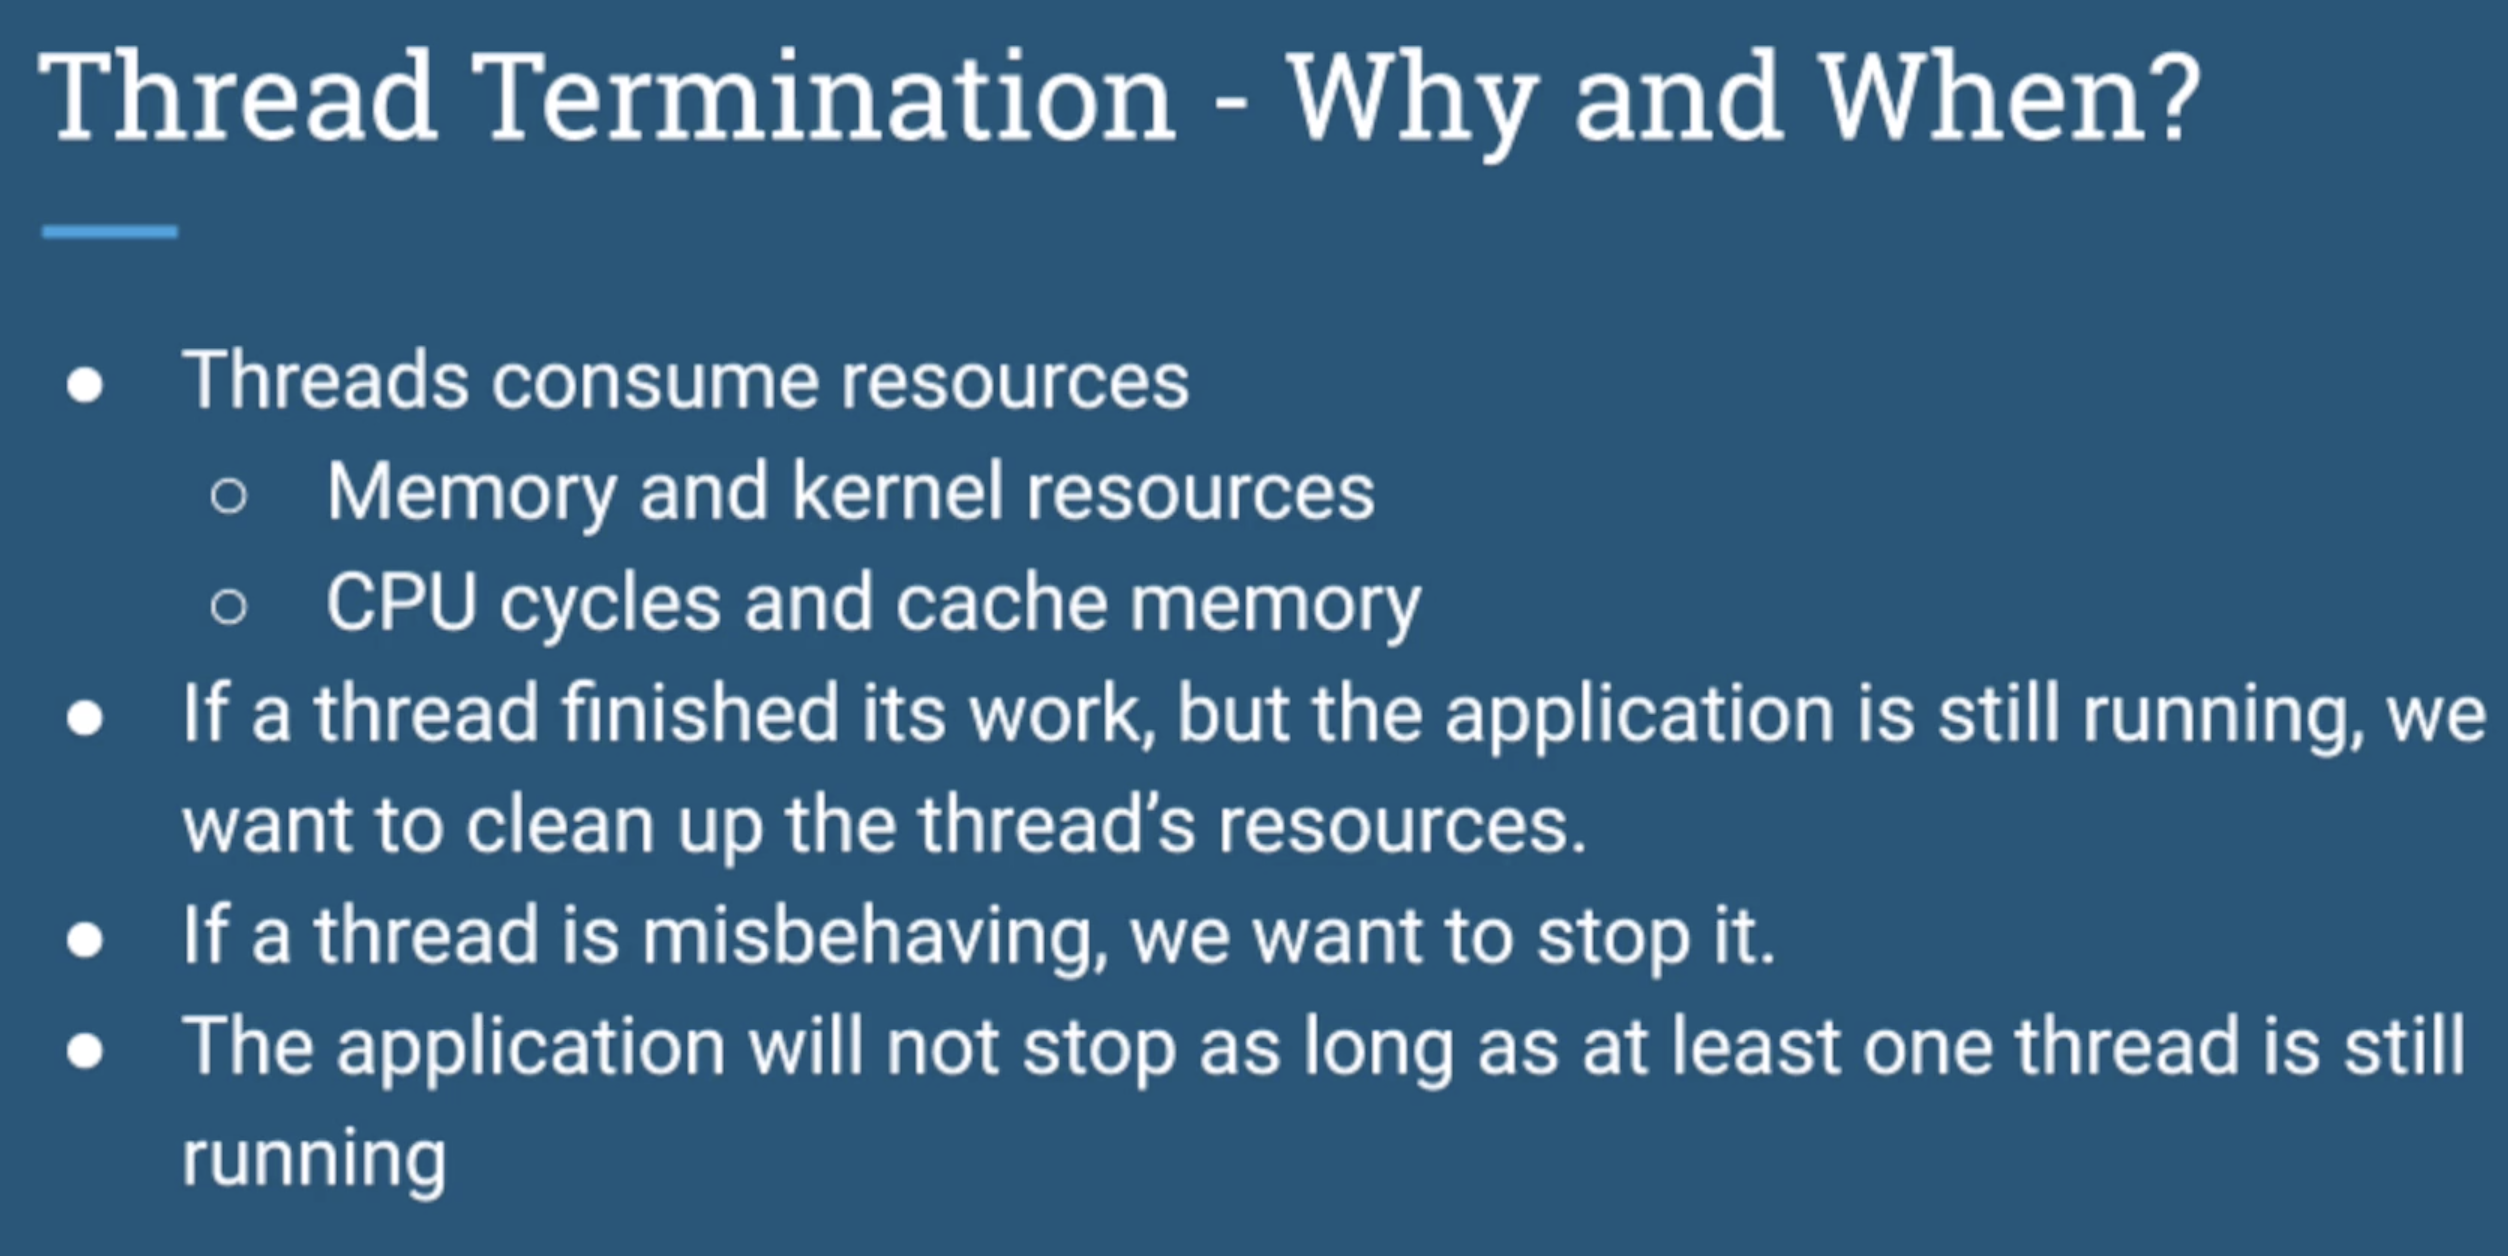 Thread Termination - Why and When?
● Threads consume resources
○ Memory and kernel resources
○ CPU cycles and cache memory
● If a thread finished its work, but the application is still running, we
want to clean up the thread’s resources.
● If a thread is misbehaving, we want to stop it.
● The application will not stop as long as at least one thread is still
running